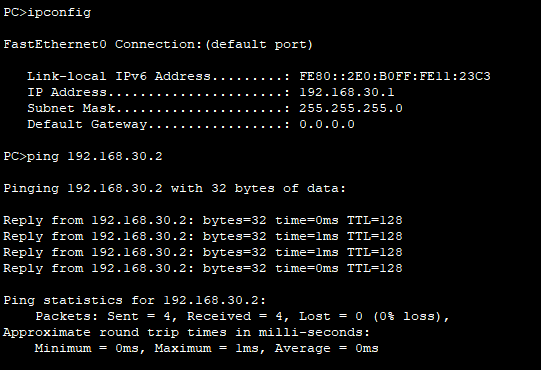 PC>ipconfig
FastEthernet0 Connection:(default port)
Link-local IPv6 Address.........: FE80::2E0:B0FF:FE11:23C3
IP Address......................: 192.168.30.1
Subnet Mask.....................: 255.255.255.0
Default Gateway.................: 0.0.0.0
PC>ping 192.168.30.2
Pinging 192.168.30.2 with 32 bytes of data:
Reply from 192.168.30.2: bytes=32 time=0ms TTL=128
Reply from 192.168.30.2: bytes=32 time=1ms TTL=128
Reply from 192.168.30.2: bytes=32 time=1ms TTL=128
Reply from 192.168.30.2: bytes=32 time=0ms TTL=128
Ping statistics for 192.168.30.2:
Packets: Sent = 4, Received = 4, Lost = 0 (0% loss),
Approximate round trip times in milli-seconds:
Minimum = 0ms, Maximum = 1ms, Average = 0ms